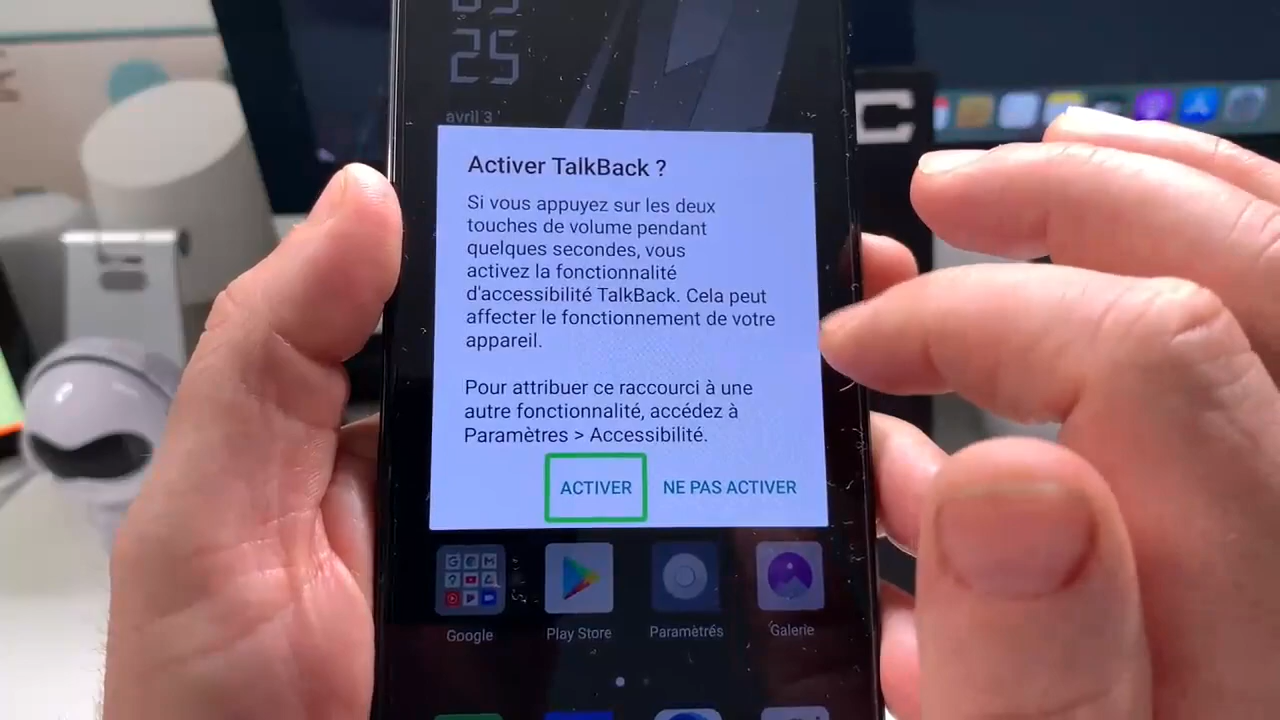 25
avril 3
Activer TalkBack ?
Si vous appuyez sur les deux
touches de volume pendant
quelques secondes, vous
activez la fonctionnalité
d'accessibilité TalkBack. Cela peut
affecter le fonctionnement de votre
appareil.
Pour attribuer ce raccourci à une
autre fonctionnalité, accédez à
Paramètres > Accessibilité.
ACTIVER NE PAS ACTIVER
Google Play Store Paramètrés Galerie